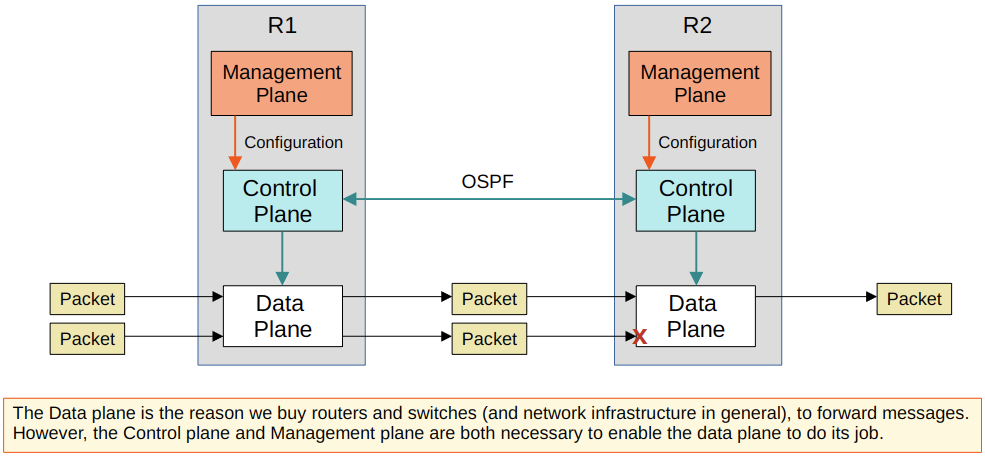 R1
R2
Management
Plane
Management
Plane
Configuration
Configuration
Control
Plane
OSPF
Control
Plane
Packet
Data
Plane
Packet
Data
Plane
Packet
Packet
Packet
X
The Data plane is the reason we buy routers and switches (and network infrastructure in general), to forward messages.
However, the Control plane and Management plane are both necessary to enable the data plane to do its job.